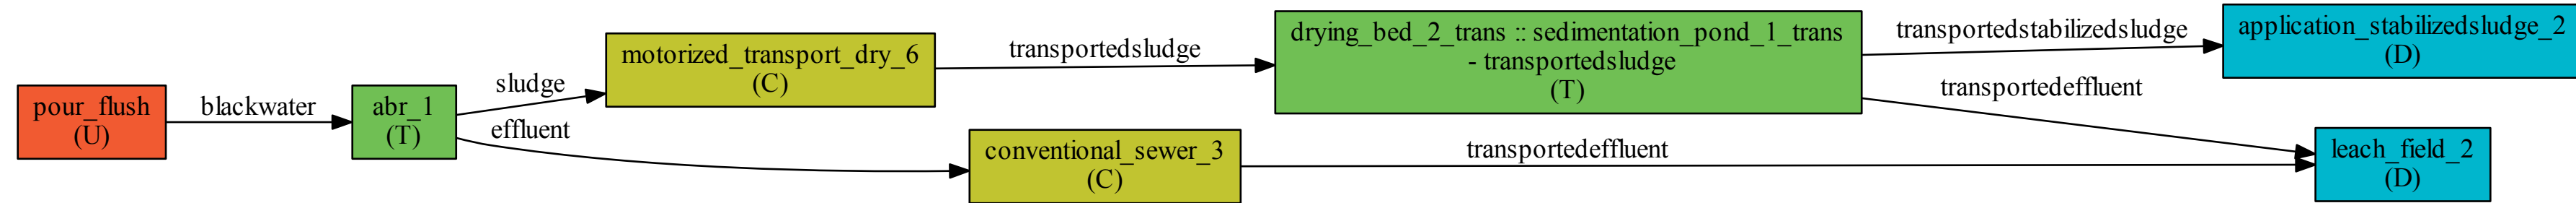 pour_flush
(U)
blackwater
abr_1
(T)
sludge
effluent
motorized_transport_dry_6
(C)
transportedsludge
conventional_sewer_3
(C)
drying_bed_2_trans :: sedimentation_pond_1_trans
- transportedsludge
(T)
transportedeffluent
transportedstabilizedsludge
transportedeffluent
application_stabilizedsludge_2
(D)
leach_field_2
(D)